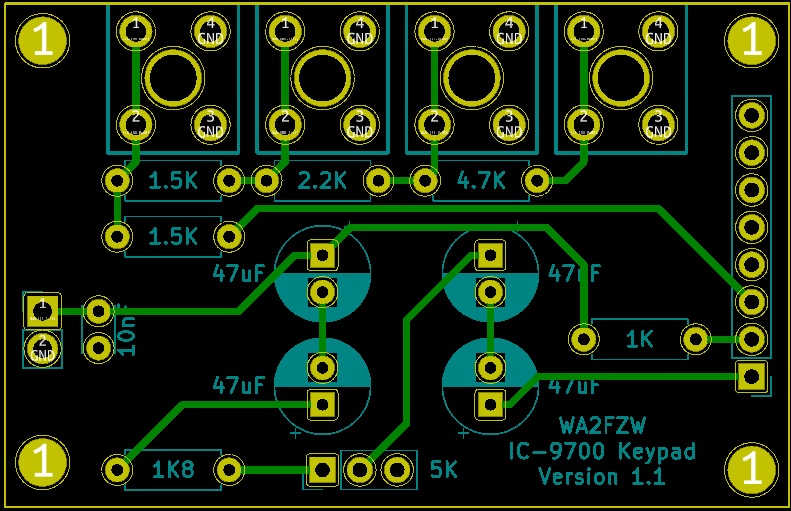 1
1
4
GND
1
4
GND
1
4
GND
1
4
GND
1
2
3
GND
2
3
GND
2
3
GND
2
3
GND
1.5K
2.2K
4.7K
1.5K
47uF
47uF
1
2
GND
10nF
1K
47uF
47uF
WA2FZW
IC-9700 Keypad
Version 1.1
1
1K8
5K
1